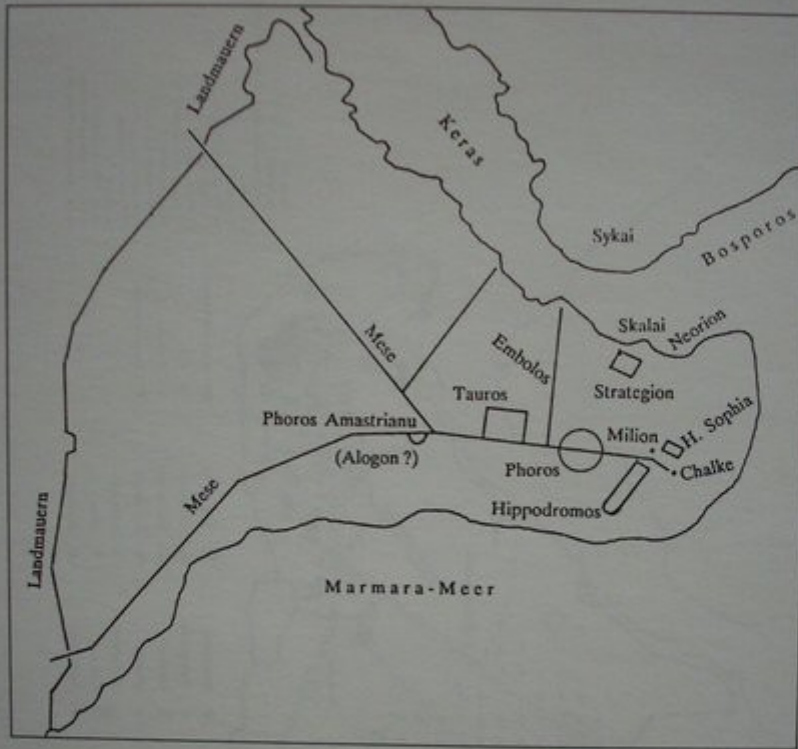 Landmauern
Keras
Sykai
Bosporos
Mese
Embolos
Skalai
Neorion
Strategion
Tauros
Phoros Amastrianu
(Alogon ?)
Phoros
Milion
H. Sophia
Chalke
Hippodromos
Mese
Landmauern
Marmara-Meer